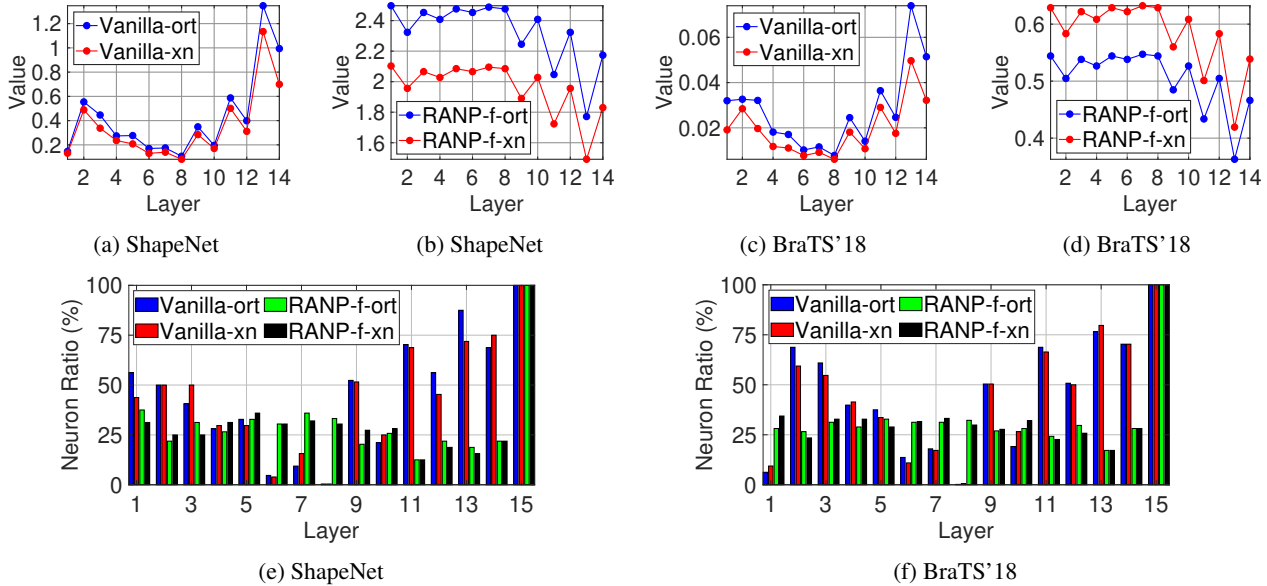 1.2
1
0.8
0.6
0.4
0.2
Value
Vanilla-ort
Vanilla-xn
2 4 6 8 10 12 14
Layer
(a) ShapeNet
2.4
2.2
2.0
1.8
1.6
Value
RANP-f-ort
RANP-f-xn
2 4 6 8 10 12 14
Layer
(b) ShapeNet
0.06
0.04
0.02
Value
Vanilla-ort
Vanilla-xn
2 4 6 8 10 12 14
Layer
(c) BraTS'18
0.6
0.5
0.4
Value
RANP-f-ort
RANP-f-xn
2 4 6 8 10 12 14
Layer
(d) BraTS'18
100
75
50
25
0
Neuron Ratio (%)
Vanilla-ort RANP-f-ort
Vanilla-xn RANP-f-xn
1 3 5 7 9 11 13 15
Layer
(e) ShapeNet
100
75
50
25
0
Neuron Ratio (%)
Vanilla-ort RANP-f-ort
Vanilla-xn RANP-f-xn
1 3 5 7 9 11 13 15
Layer
(f) BraTS'18